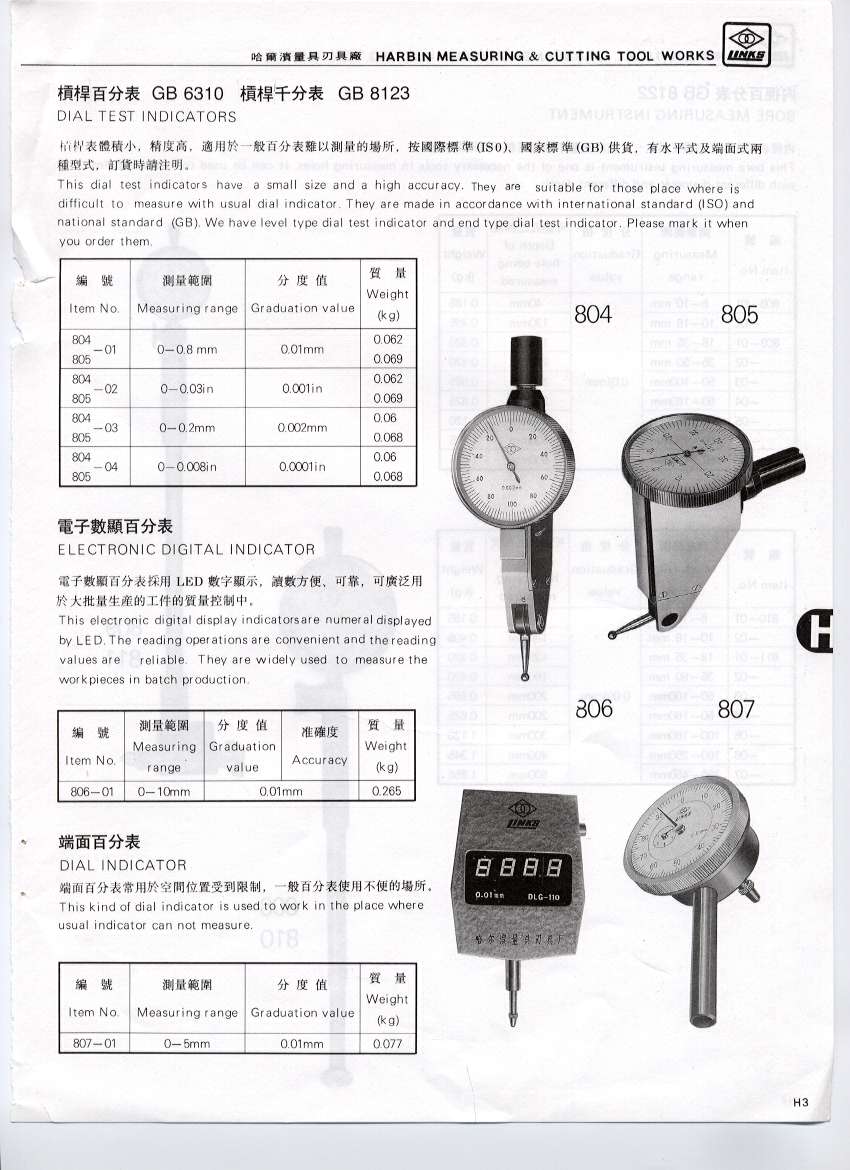 哈爾濱量具刃具廠 HARBIN MEASURING & CUTTING TOOL WORKS
LINKS
槓桿百分表 GB 6310 槓桿千分表 GB 8123
DIAL TEST INDICATORS
槓桿表體積小，精度高，適用於一般百分表難以測量的場所，按國際標準(ISO)、國家標準(GB)供貨，有水平式及端面式兩
種型式，訂貨時請注明。
This dial test indicators have a small size and a high accuracy. They are suitable for those place where is
difficult to measure with usual dial indicator. They are made in accordance with international standard (ISO) and
national standard (GB). We have level type dial test indicator and end type dial test indicator. Please mark it when
you order them.
編號 測量範圍 分度值 質量
Item No. Measuring range Graduation value Weight (kg)
804 0.062
—01 0—0.8 mm 0.01mm
805 0.069
804 0.062
—02 0—0.03in 0.001in
805 0.069
804 0.06
—03 0—0.2mm 0.002mm
805 0.068
804 0.06
—04 0—0.008in 0.0001in
805 0.068
804 805
電子數顯百分表
ELECTRONIC DIGITAL INDICATOR
電子數顯百分表採用 LED 數字顯示，讀數方便、可靠，可廣泛用
於大批量生産的工件的質量控制中。
This electronic digital display indicatorsare numeral displayed
by LED. The reading operations are convenient and the reading
values are reliable. They are widely used to measure the
workpieces in batch production.
編號 測量範圍 分度值 准確度 質量
Item No. Measuring range Graduation value Accuracy Weight (kg)
806—01 0—10mm 0.01mm 0.265
806 807
LINKS
8888
0.01mm DLG-110
哈尔滨量具刃具厂
端面百分表
DIAL INDICATOR
端面百分表常用於空間位置受到限制，一般百分表使用不便的場所。
This kind of dial indicator is used to work in the place where
usual indicator can not measure.
編號 測量範圍 分度值 質量
Item No. Measuring range Graduation value Weight (kg)
807—01 0—5mm 0.01mm 0.077
H
H3